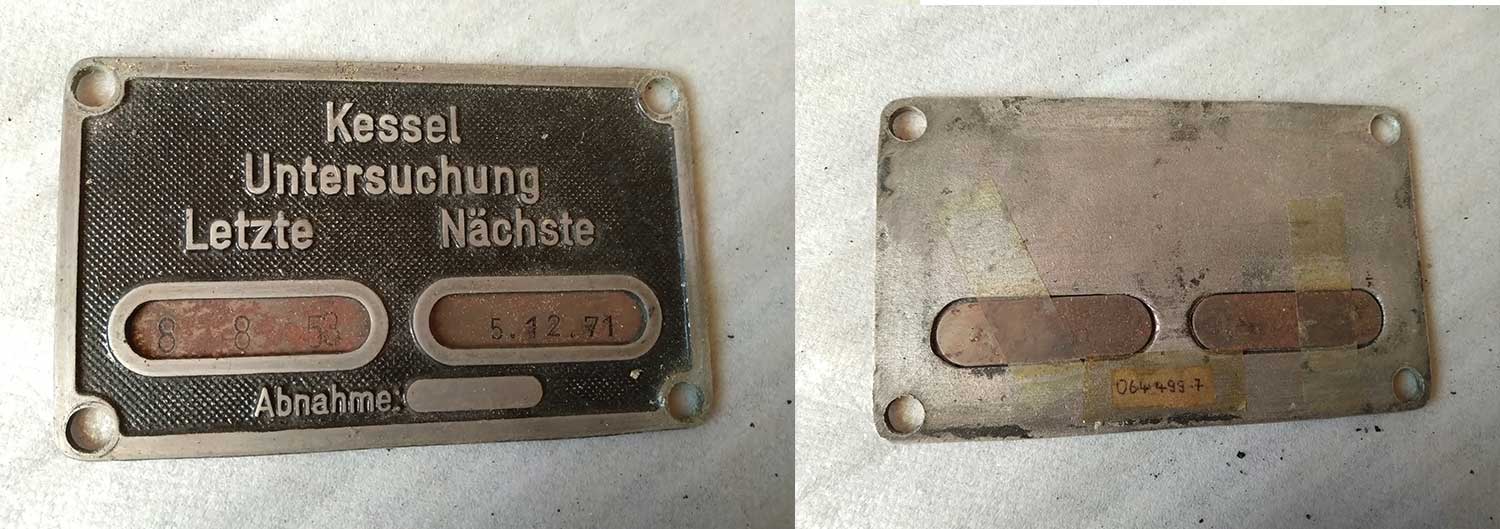 Kessel
Untersuchung
Letzte Nächste
8 8 53 5.12.71
Abnahme:
064499-7